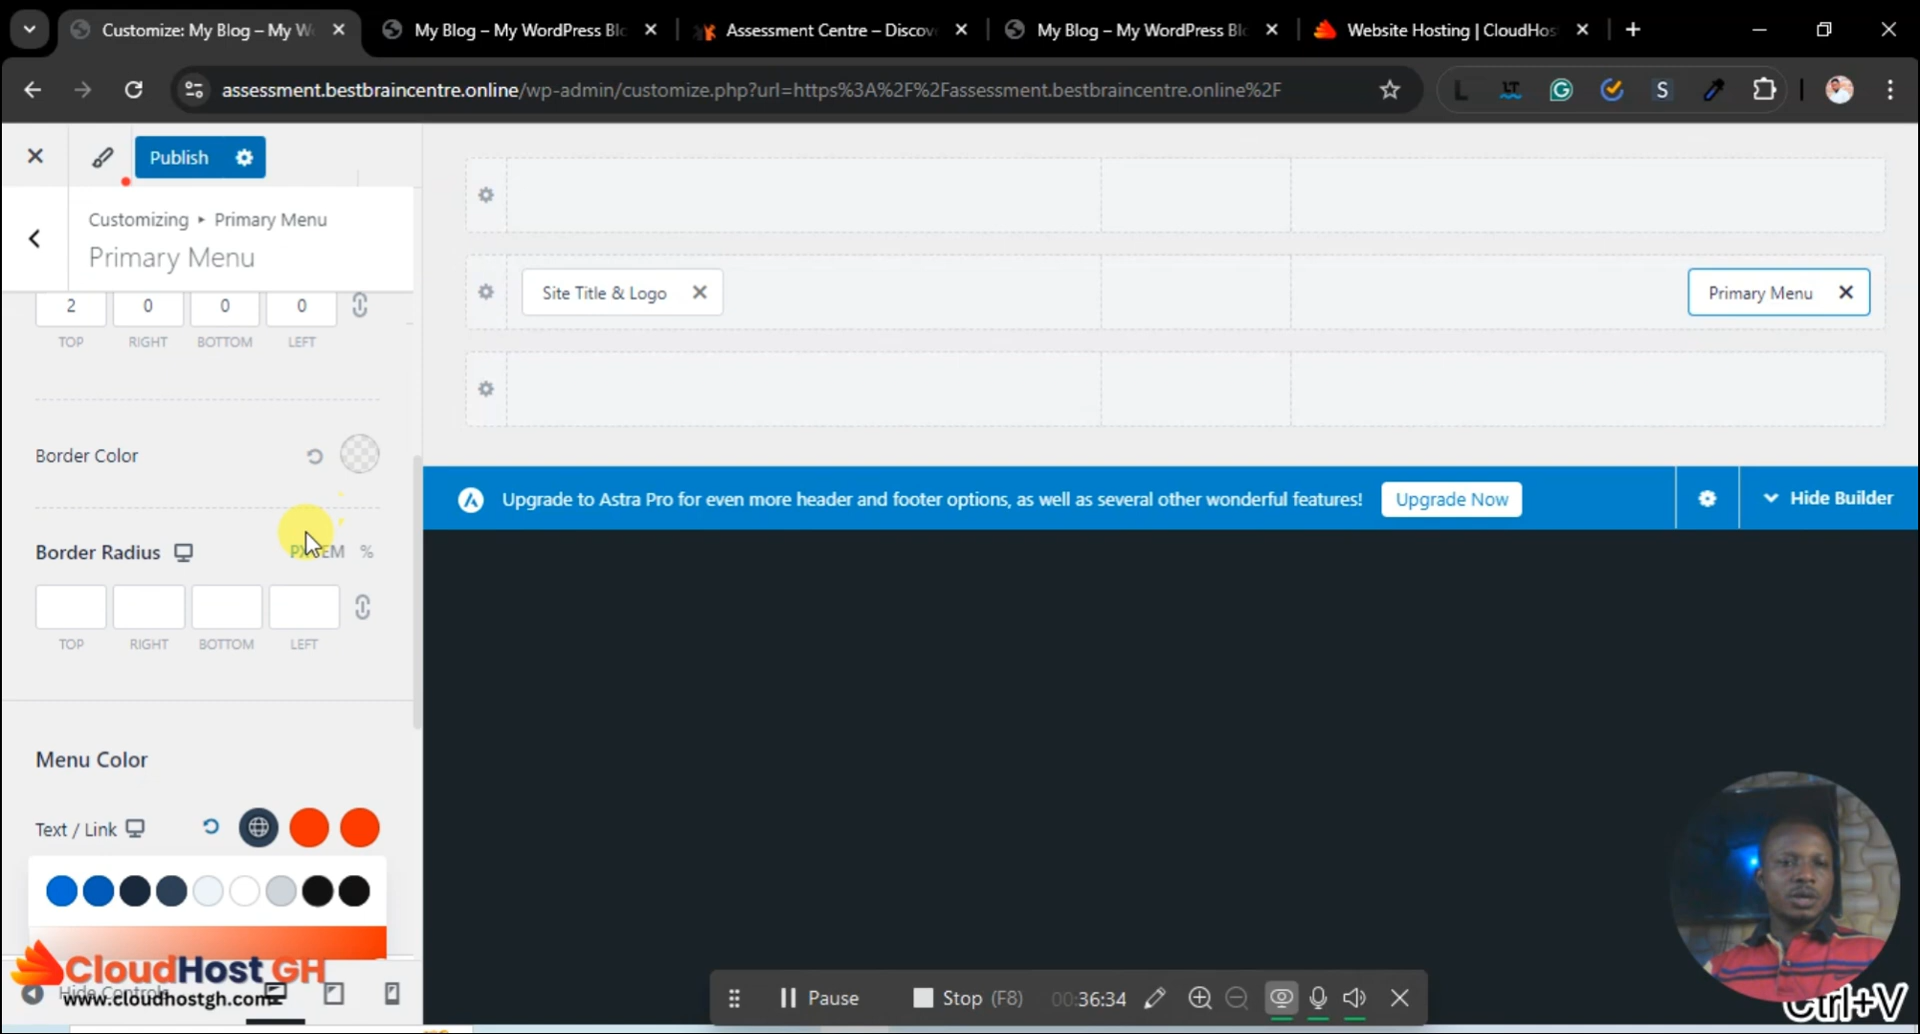 Customize: My Blog – My W
My Blog – My WordPress Bl
Assessment Centre – Discov
My Blog – My WordPress Bl
Website Hosting | CloudHos
assessment.bestbraincentre.online/wp-admin/customize.php?url=https%3A%2F%2Fassessment.bestbraincentre.online%2F
Publish
Customizing ▸ Primary Menu
Primary Menu
2 0 0 0
TOP RIGHT BOTTOM LEFT
Border Color
Border Radius PX EM %
TOP RIGHT BOTTOM LEFT
Menu Color
Text / Link
CloudHost GH
Hide Controls
www.cloudhostgh.com
Site Title & Logo
Primary Menu
Upgrade to Astra Pro for even more header and footer options, as well as several other wonderful features!
Upgrade Now
Hide Builder
Pause
Stop (F8)
00:36:34
Ctrl+V